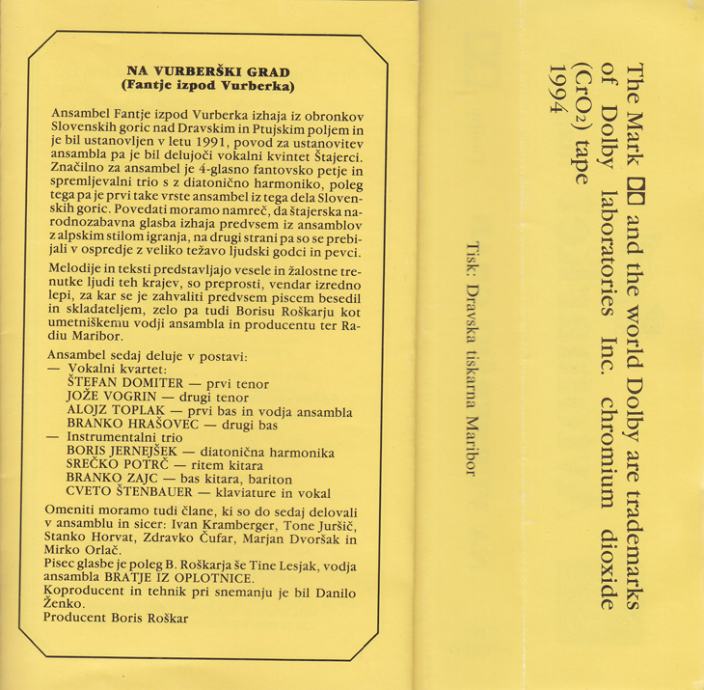 NA VURBERŠKI GRAD
(Fantje izpod Vurberka)
Ansambel Fantje izpod Vurberka izhaja iz obronkov
Slovenskih goric nad Dravskim in Ptujskim poljem in
je bil ustanovljen v letu 1991, povod za ustanovitev
ansambla pa je bil delujoči vokalni kvintet Štajerci.
Značilno za ansambel je 4-glasno fantovsko petje in
spremljevalni trio s z diatonično harmoniko, poleg
tega pa je prvi take vrste ansambel iz tega dela Sloven-
skih goric. Povedati moramo namreč, da štajerska na-
rodnozabavna glasba izhaja predvsem iz ansamblov
z alpskim stilom igranja, na drugi strani pa so se prebi-
jali v ospredje z veliko težavo ljudski godci in pevci.
Melodije in teksti predstavljajo vesele in žalostne tre-
nutke ljudi teh krajev, so preprosti, vendar izredno
lepi, za kar se je zahvaliti predvsem piscem besedil
in skladateljem, zelo pa tudi Borisu Roškarju kot
umetniškemu vodji ansambla in producentu ter Ra-
diu Maribor.
Ansambel sedaj deluje v postavi:
— Vokalni kvartet:
ŠTEFAN DOMITER — prvi tenor
JOŽE VOGRIN — drugi tenor
ALOJZ TOPLAK — prvi bas in vodja ansambla
BRANKO HRAŠOVEC — drugi bas
— Instrumentalni trio
BORIS JERNEJŠEK — diatonična harmonika
SREČKO POTRČ — ritem kitara
BRANKO ZAJC — bas kitara, bariton
CVETO ŠTENBAUER — klaviature in vokal
Omeniti moramo tudi člane, ki so do sedaj delovali
v ansamblu in sicer: Ivan Kramberger, Tone Juršič,
Stanko Horvat, Zdravko Čufar, Marjan Dvoršak in
Mirko Orlač.
Pisec glasbe je poleg B. Roškarja še Tine Lesjak, vodja
ansambla BRATJE IZ OPLOTNICE.
Koproducent in tehnik pri snemanju je bil Danilo
Ženko.
Producent Boris Roškar
The Mark and the world Dolby are trademarks
of Dolby laboratories Inc. chromium dioxide
(CrO2) tape
1994
Tisk: Dravska tiskarna Maribor